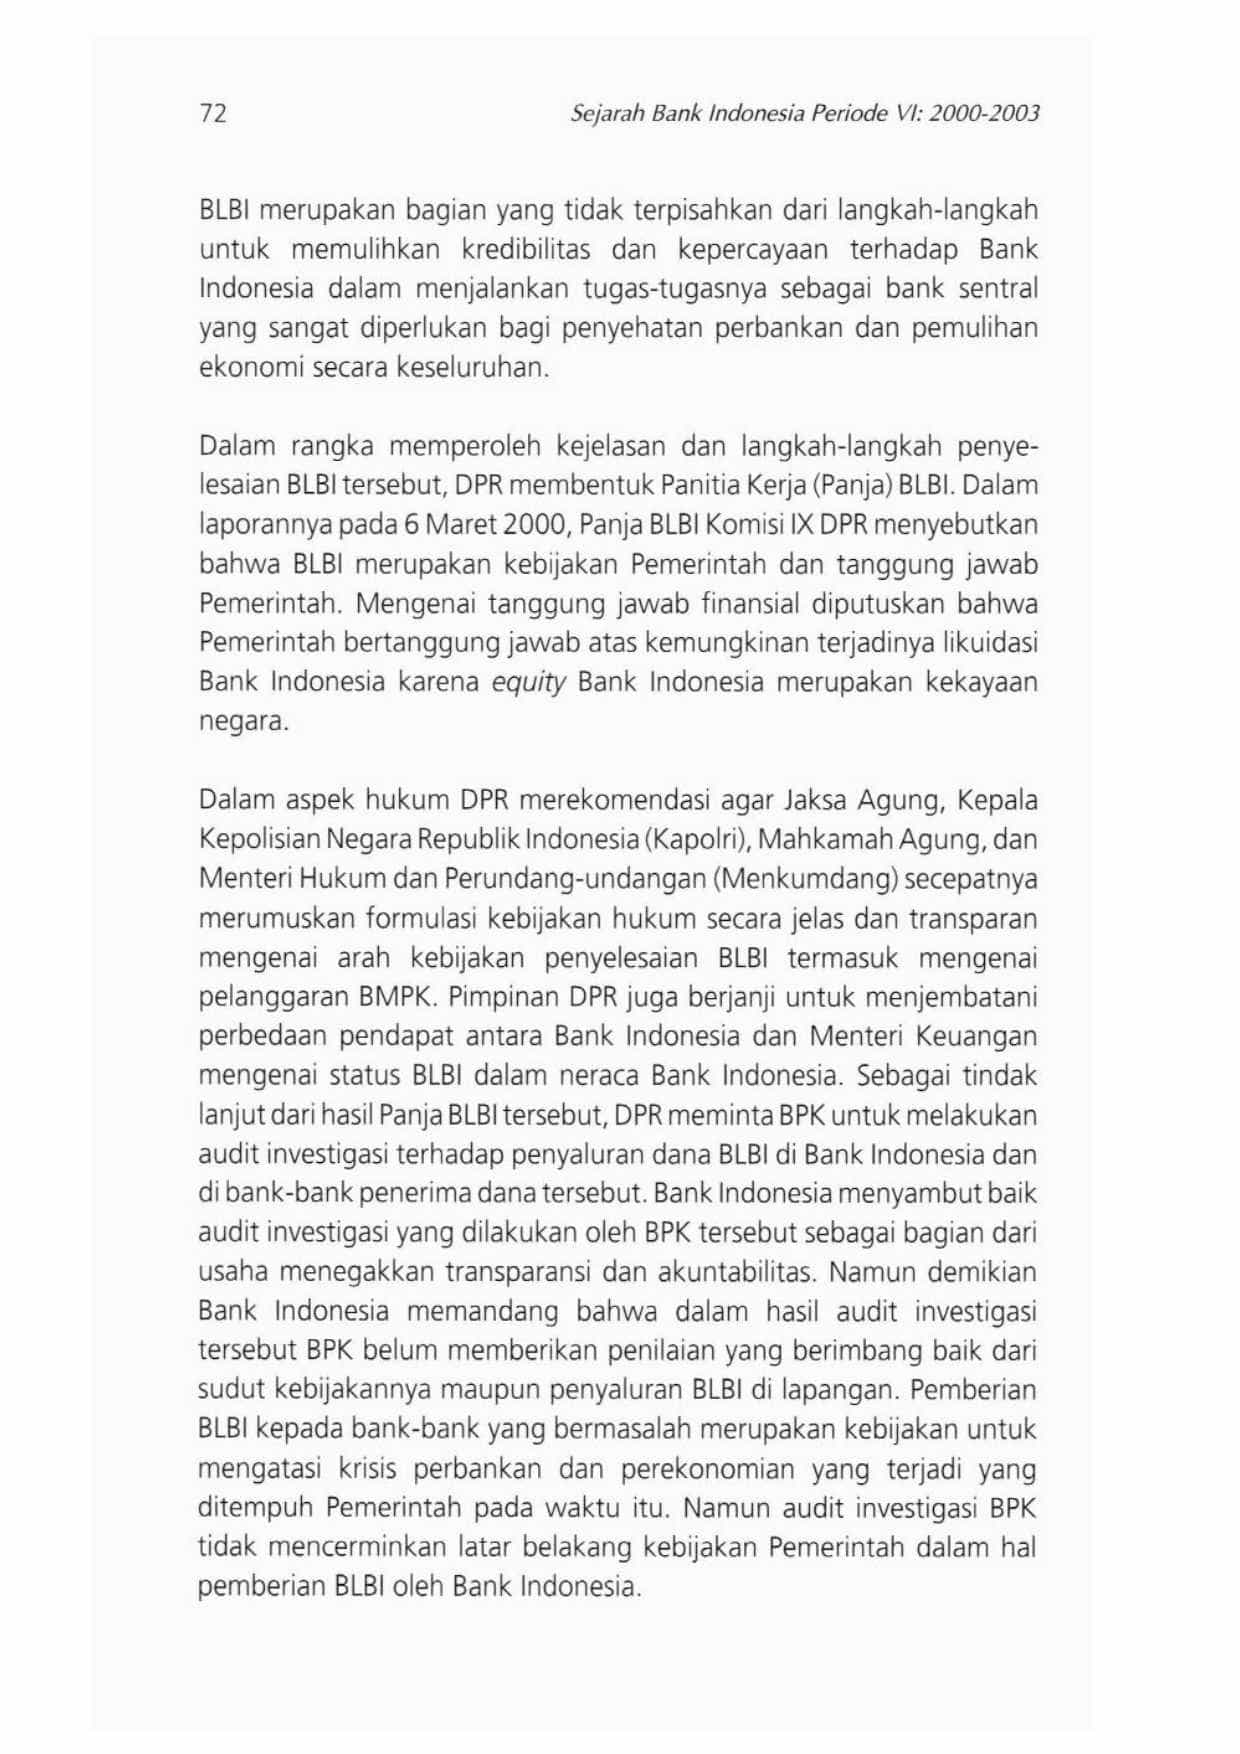 72
Sejarah Bank Indonesia Periode VI: 2000-2003
BLBI merupakan bagian yang tidak terpisahkan dari langkah-langkah
untuk memulihkan kredibilitas dan kepercayaan terhadap Bank
Indonesia dalam menjalankan tugas-tugasnya sebagai bank sentral
yang sangat diperlukan bagi penyehatan perbankan dan pemulihan
ekonomi secara keseluruhan.
Dalam rangka memperoleh kejelasan dan langkah-langkah penye-
lesaian BLBI tersebut, DPR membentuk Panitia Kerja (Panja) BLBI. Dalam
laporannya pada 6 Maret 2000, Panja BLBI Komisi IX DPR menyebutkan
bahwa BLBI merupakan kebijakan Pemerintah dan tanggung jawab
Pemerintah. Mengenai tanggung jawab finansial diputuskan bahwa
Pemerintah bertanggung jawab atas kemungkinan terjadinya likuidasi
Bank Indonesia karena equity Bank Indonesia merupakan kekayaan
negara.
Dalam aspek hukum DPR merekomendasi agar Jaksa Agung, Kepala
Kepolisian Negara Republik Indonesia (Kapolri), Mahkamah Agung, dan
Menteri Hukum dan Perundang-undangan (Menkumdang) secepatnya
merumuskan formulasi kebijakan hukum secara jelas dan transparan
mengenai arah kebijakan penyelesaian BLBI termasuk mengenai
pelanggaran BMPK. Pimpinan DPR juga berjanji untuk menjembatani
perbedaan pendapat antara Bank Indonesia dan Menteri Keuangan
mengenai status BLBI dalam neraca Bank Indonesia. Sebagai tindak
lanjut dari hasil Panja BLBI tersebut, DPR meminta BPK untuk melakukan
audit investigasi terhadap penyaluran dana BLBI di Bank Indonesia dan
di bank-bank penerima dana tersebut. Bank Indonesia menyambut baik
audit investigasi yang dilakukan oleh BPK tersebut sebagai bagian dari
usaha menegakkan transparansi dan akuntabilitas. Namun demikian
Bank Indonesia memandang bahwa dalam hasil audit investigasi
tersebut BPK belum memberikan penilaian yang berimbang baik dari
sudut kebijakannya maupun penyaluran BLBI di lapangan. Pemberian
BLBI kepada bank-bank yang bermasalah merupakan kebijakan untuk
mengatasi krisis perbankan dan perekonomian yang terjadi yang
ditempuh Pemerintah pada waktu itu. Namun audit investigasi BPK
tidak mencerminkan latar belakang kebijakan Pemerintah dalam hal
pemberian BLBI oleh Bank Indonesia.